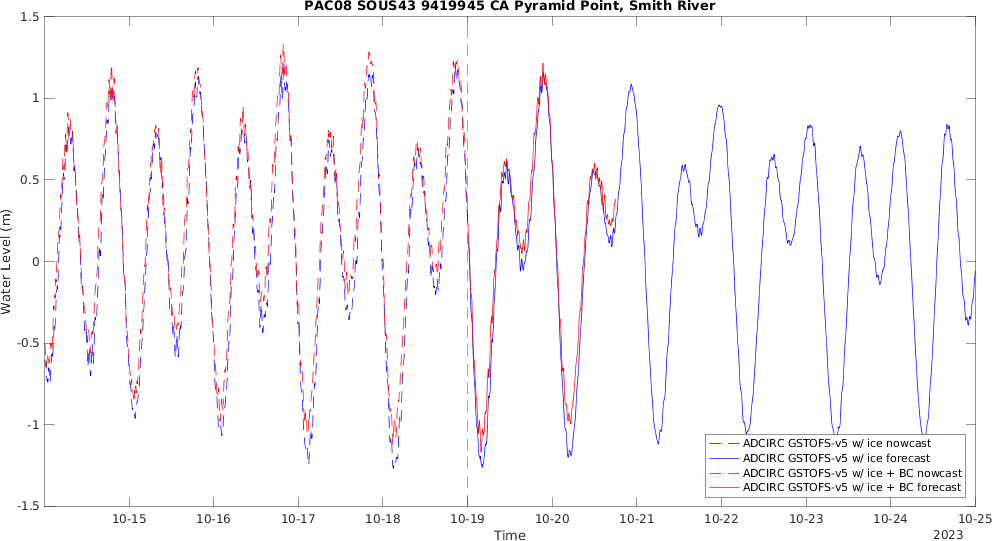 PAC08 SOUS43 9419945 CA Pyramid Point, Smith River
1.5
1
0.5
0
-0.5
-1
-1.5
Water Level (m)
ADCIRC GSTOFS-v5 w/ ice nowcast
ADCIRC GSTOFS-v5 w/ ice forecast
ADCIRC GSTOFS-v5 w/ ice + BC nowcast
ADCIRC GSTOFS-v5 w/ ice + BC forecast
10-15 10-16 10-17 10-18 10-19 10-20 10-21 10-22 10-23 10-24 10-25
Time
2023